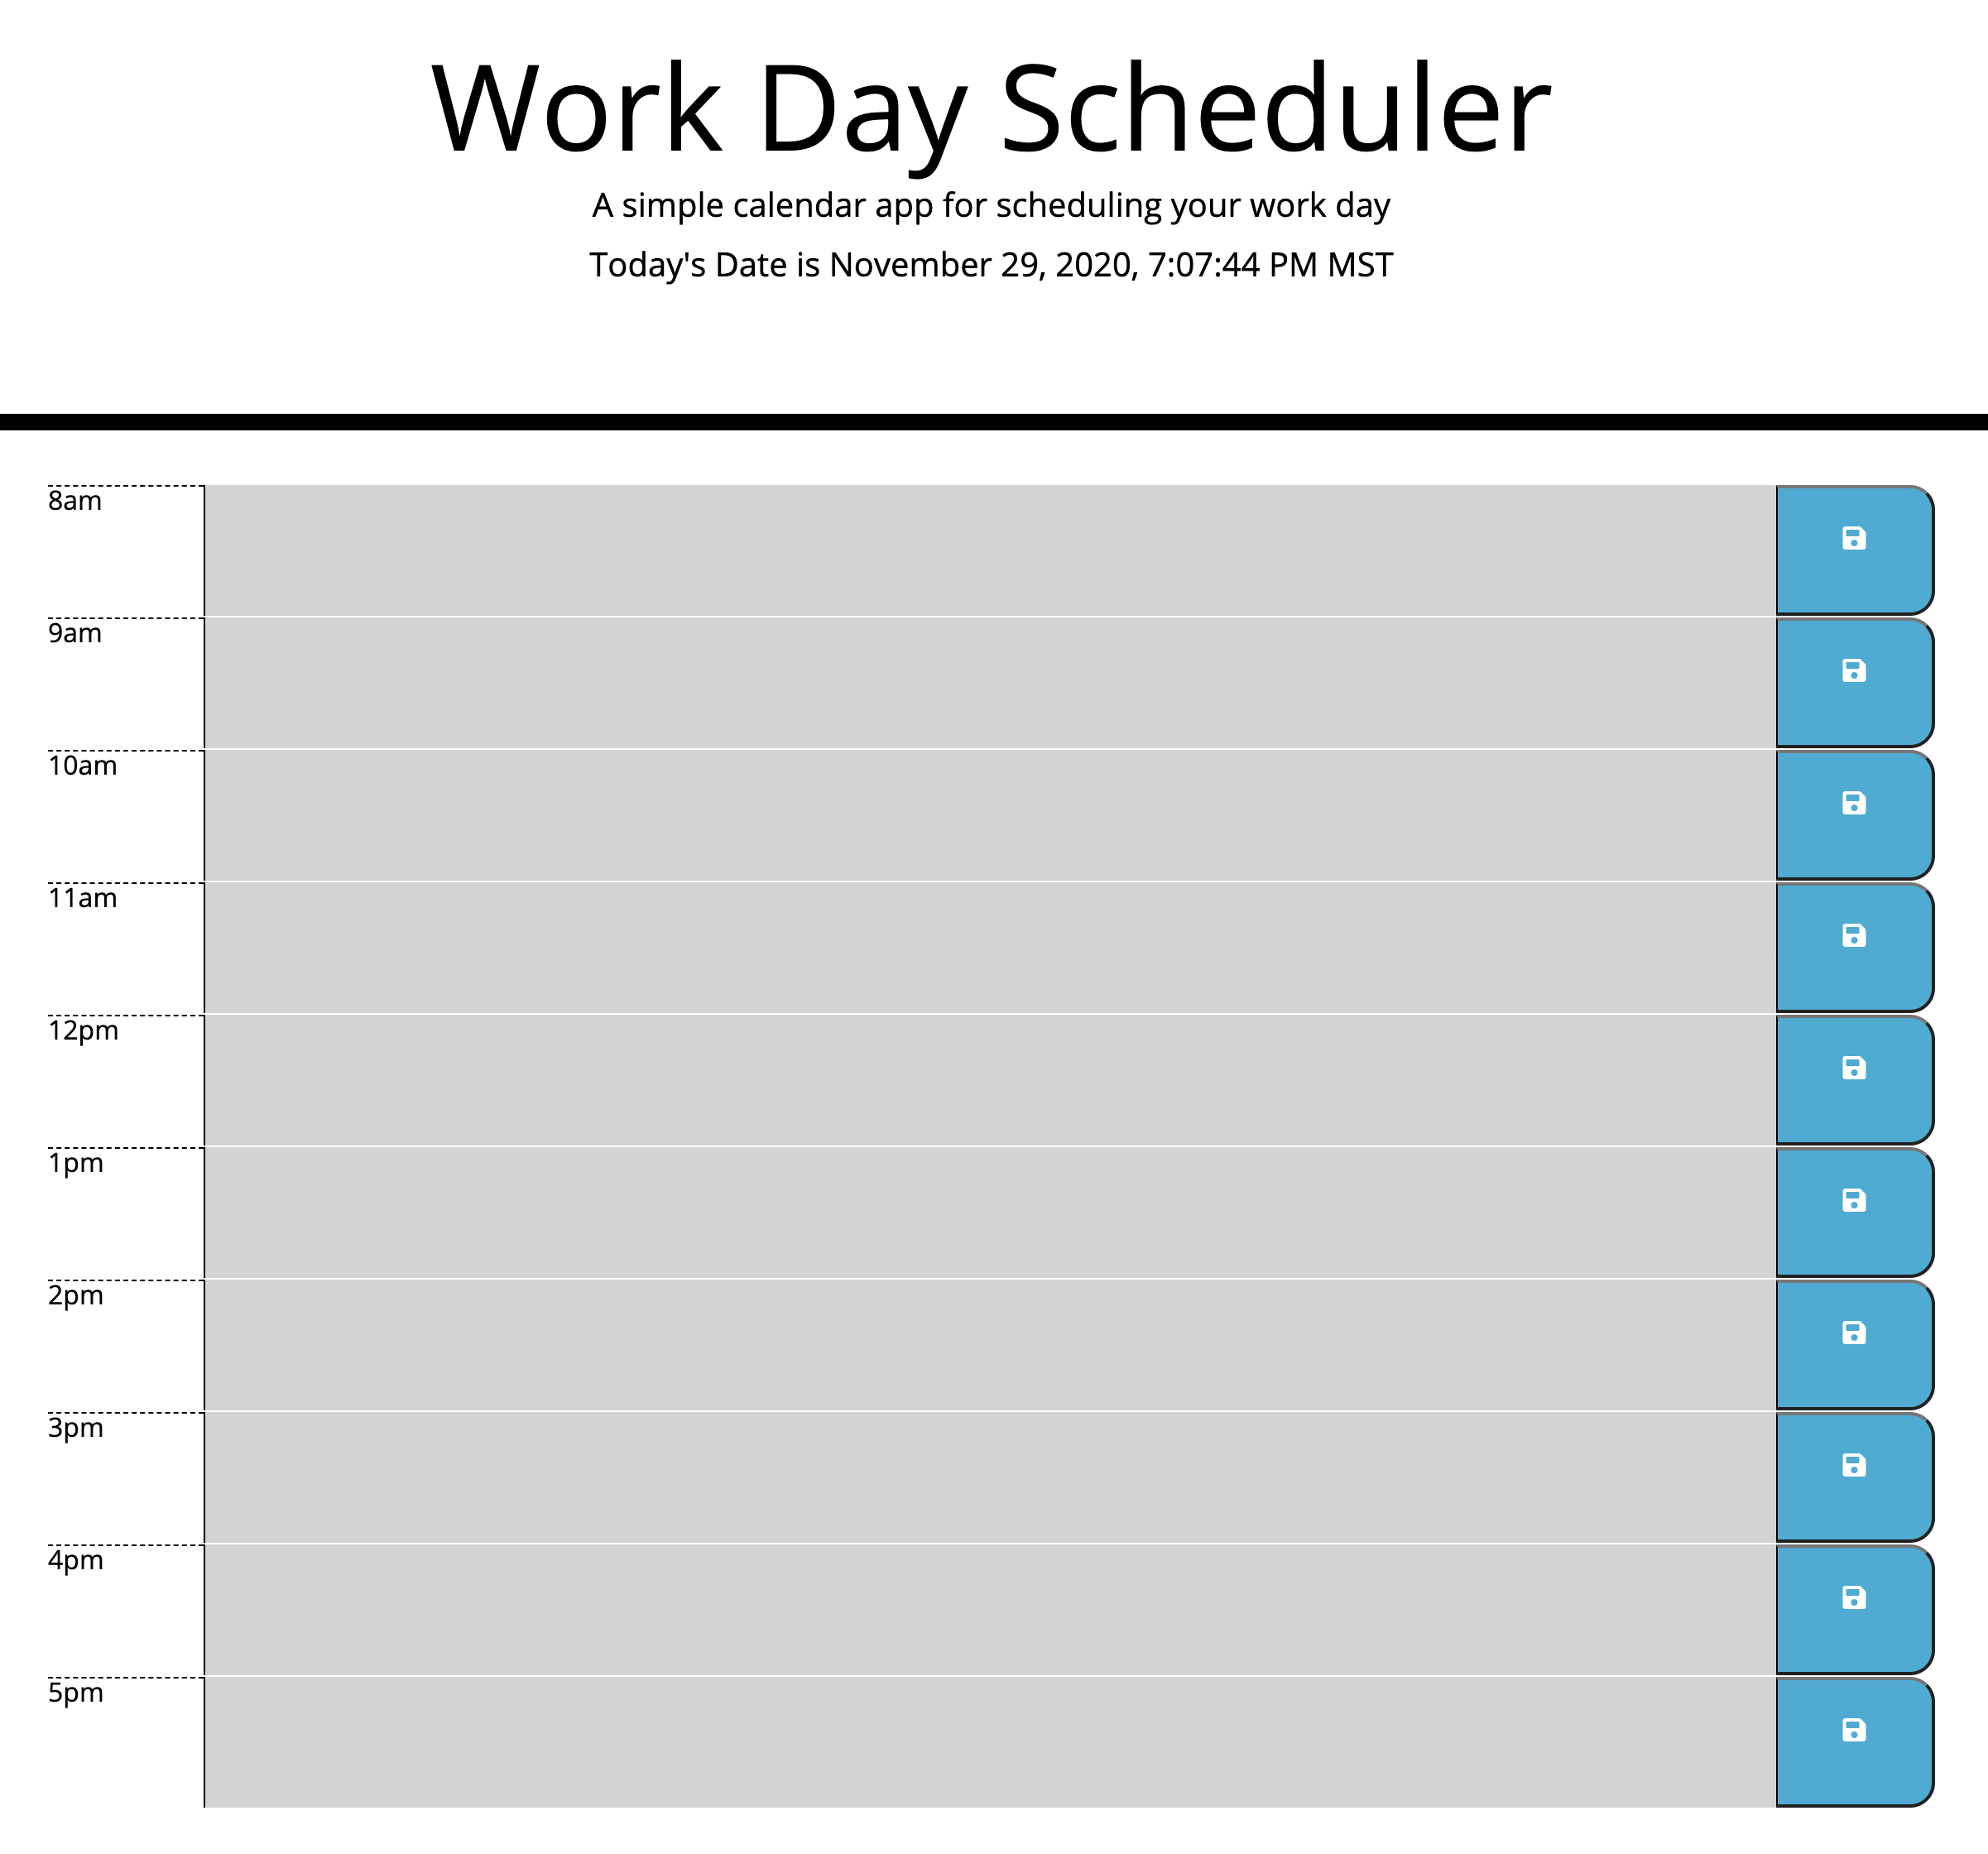 Work Day Scheduler
A simple calendar app for scheduling your work day
Today's Date is November 29, 2020, 7:07:44 PM MST
8am
9am
10am
11am
12pm
1pm
2pm
3pm
4pm
5pm